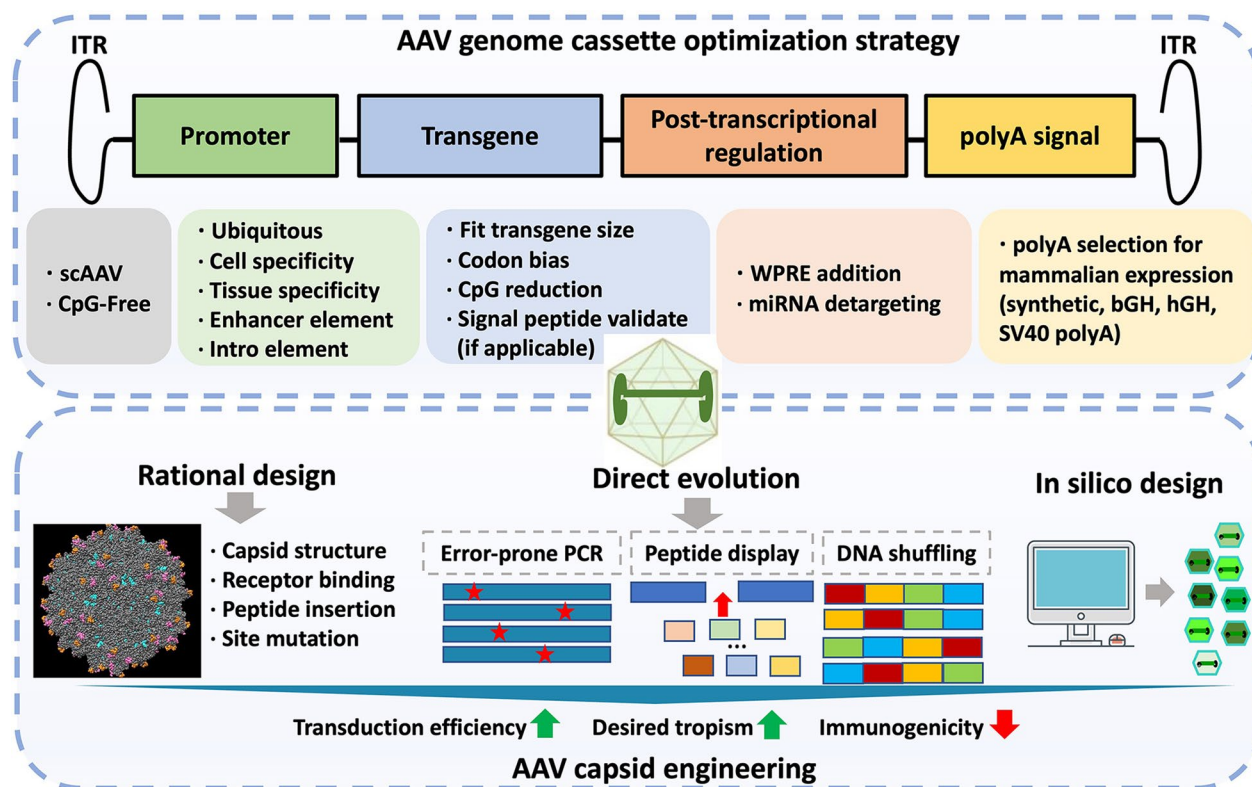 ITR
AAV genome cassette optimization strategy
ITR
Promoter
Transgene
Post-transcriptional
regulation
polyA signal
· scAAV
· CpG-Free
· Ubiquitous
· Cell specificity
· Tissue specificity
· Enhancer element
· Intro element
· Fit transgene size
· Codon bias
· CpG reduction
· Signal peptide validate
(if applicable)
· WPRE addition
· miRNA detargeting
· polyA selection for
mammalian expression
(synthetic, bGH, hGH,
SV40 polyA)
Rational design
· Capsid structure
· Receptor binding
· Peptide insertion
· Site mutation
Direct evolution
Error-prone PCR
Peptide display
...
DNA shuffling
In silico design
Transduction efficiency
Desired tropism
Immunogenicity
AAV capsid engineering